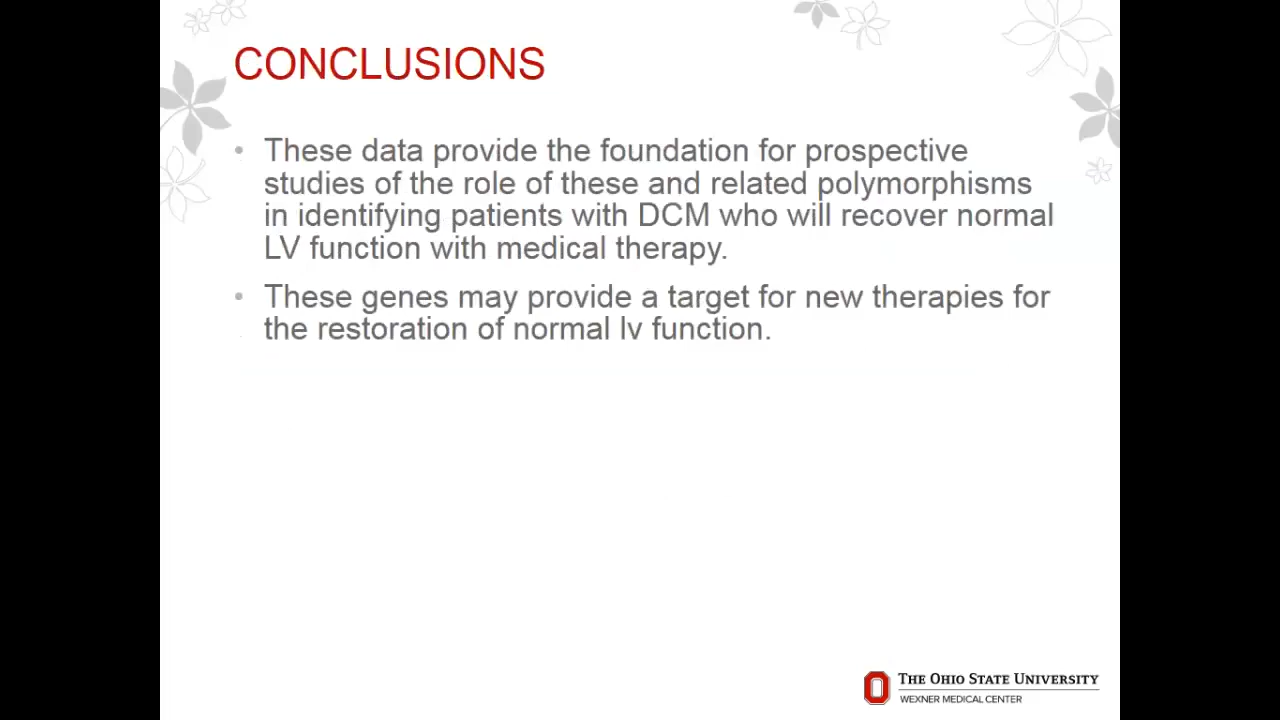 CONCLUSIONS
• These data provide the foundation for prospective
studies of the role of these and related polymorphisms
in identifying patients with DCM who will recover normal
LV function with medical therapy.
• These genes may provide a target for new therapies for
the restoration of normal lv function.
THE OHIO STATE UNIVERSITY
WEXNER MEDICAL CENTER